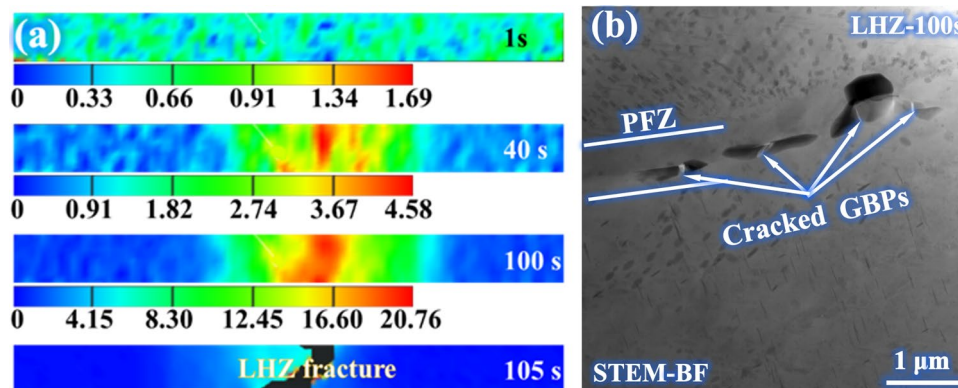 (a)
1s
0 0.33 0.66 0.91 1.34 1.69
40 s
0 0.91 1.82 2.74 3.67 4.58
100 s
0 4.15 8.30 12.45 16.60 20.76
LHZ fracture 105 s
(b)
LHZ-100s
PFZ
Cracked GBPs
STEM-BF
1 μm